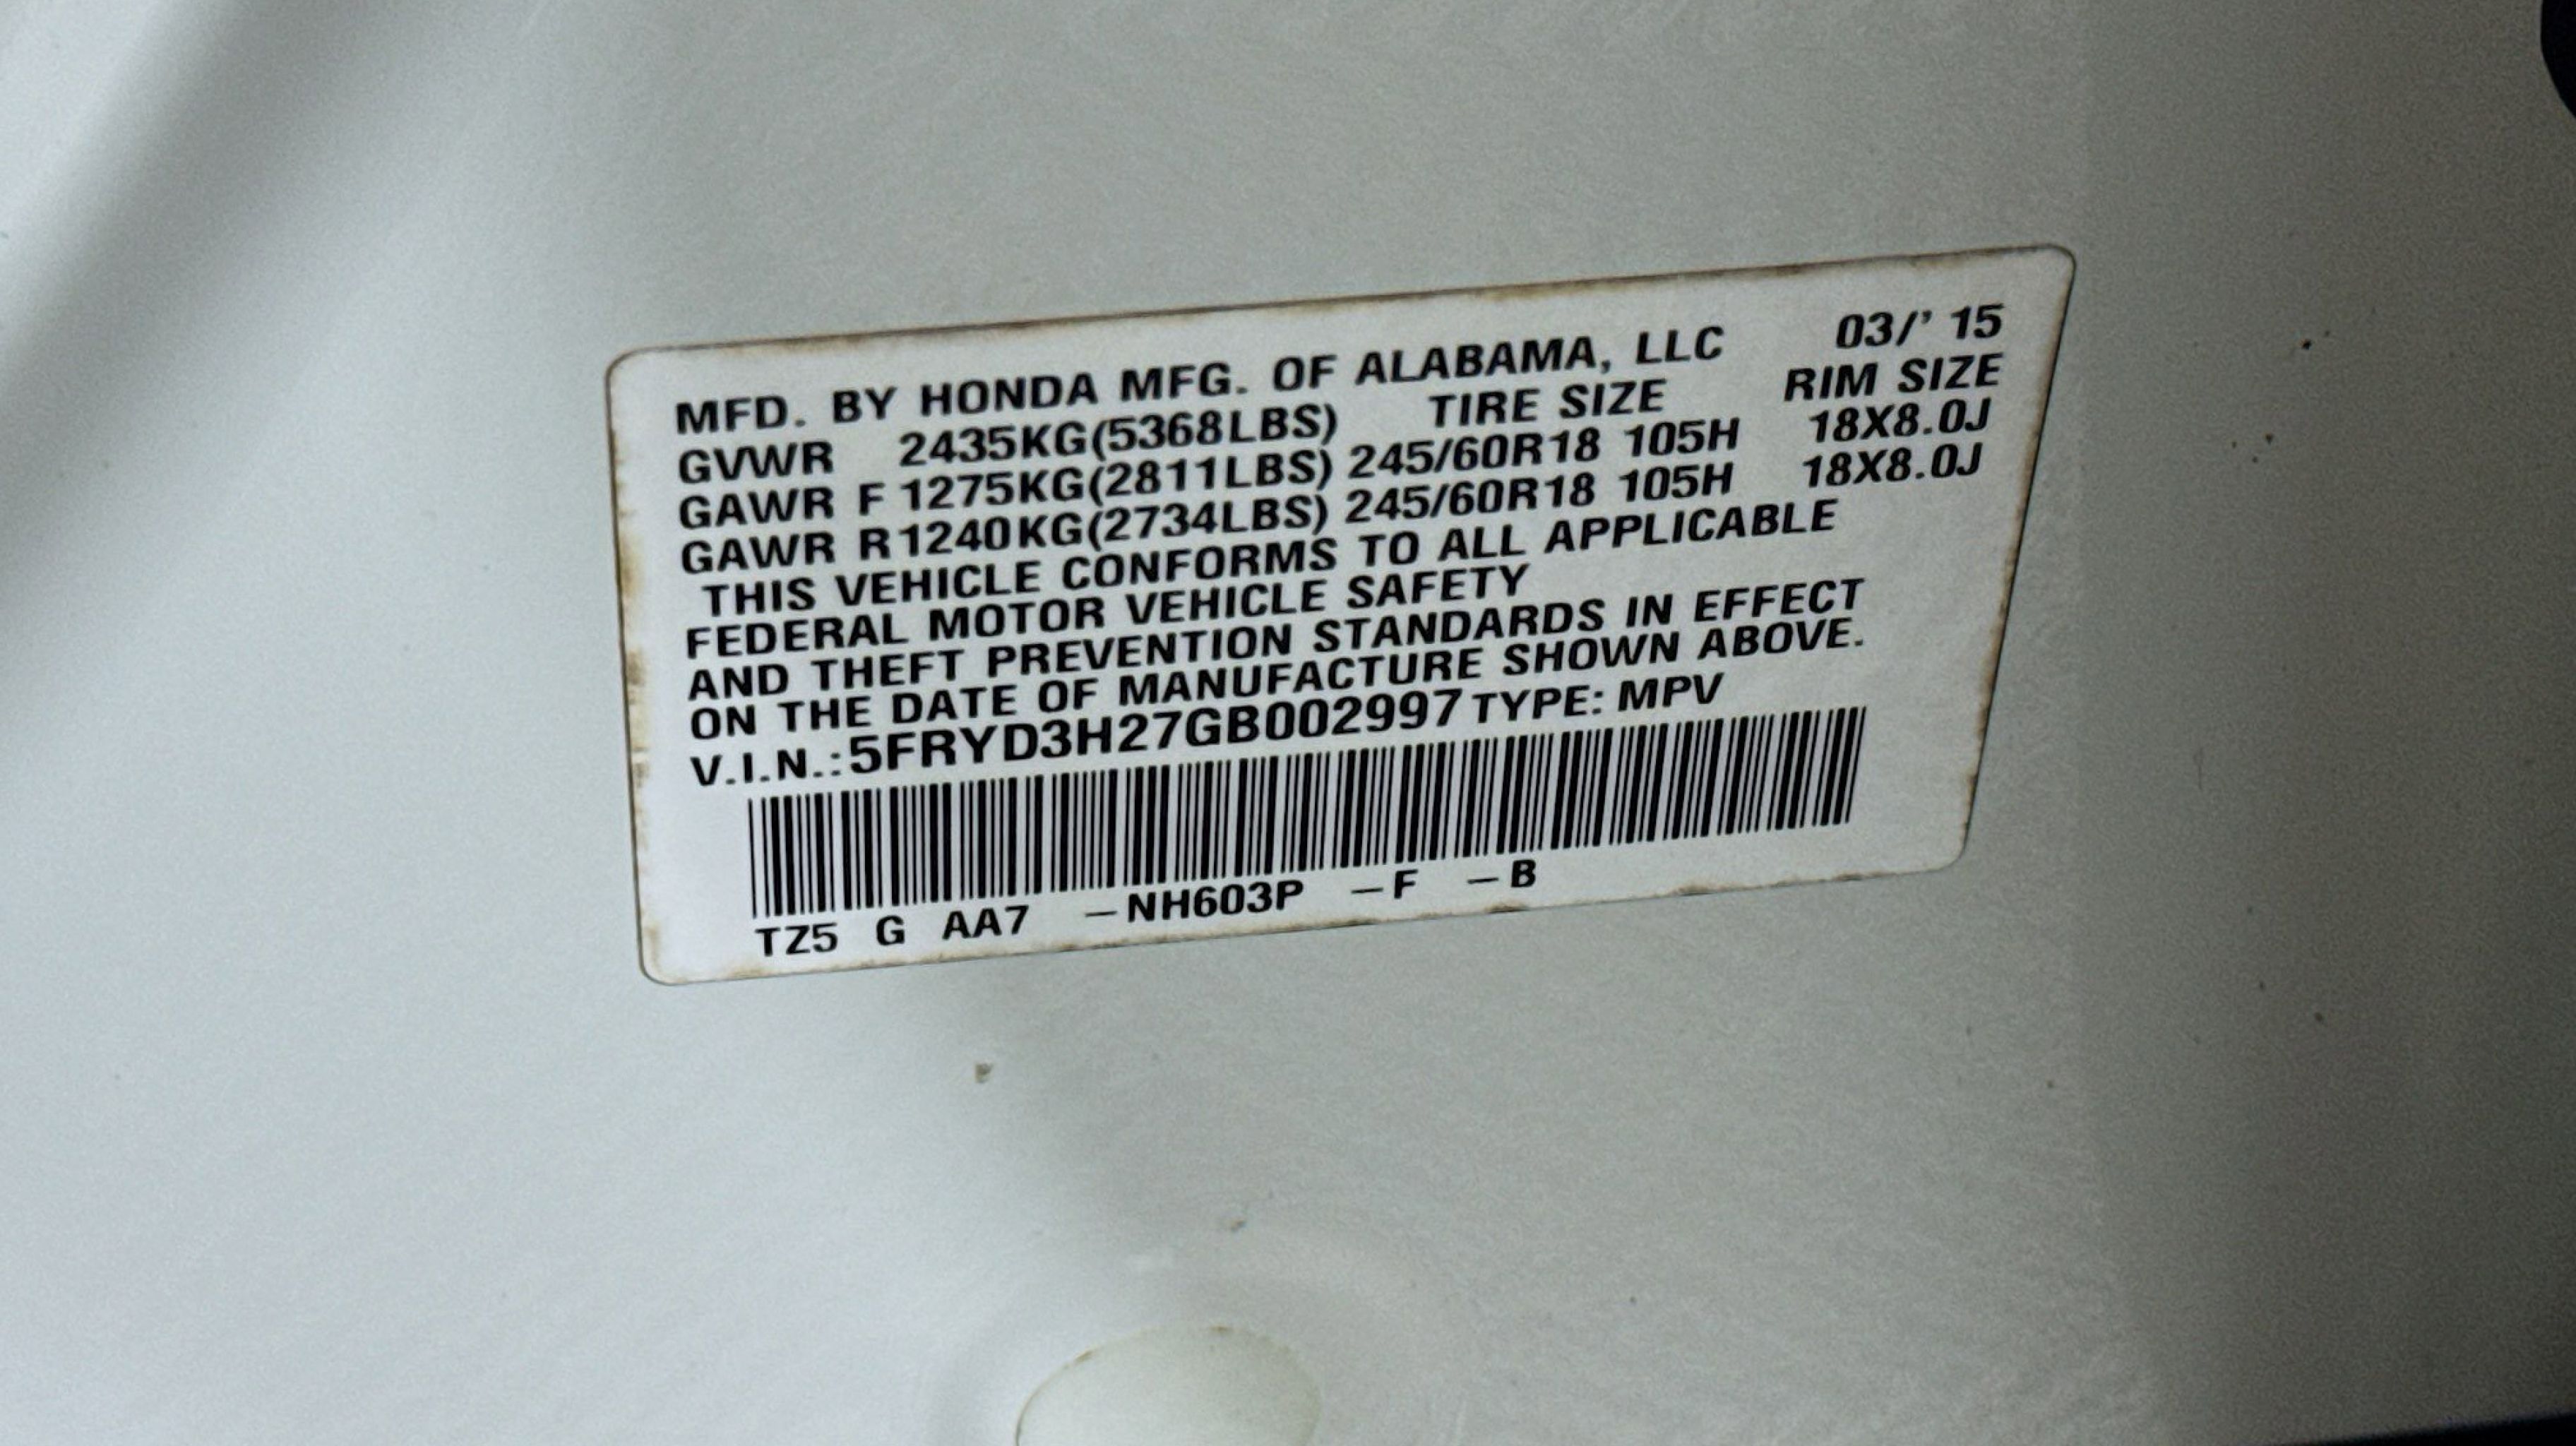 MFD. BY HONDA MFG. OF ALABAMA, LLC 03/' 15
GVWR 2435KG(5368LBS) TIRE SIZE RIM SIZE
GAWR F 1275KG(2811LBS) 245/60R18 105H 18X8.0J
GAWR R 1240KG(2734LBS) 245/60R18 105H 18X8.0J
THIS VEHICLE CONFORMS TO ALL APPLICABLE
FEDERAL MOTOR VEHICLE SAFETY
AND THEFT PREVENTION STANDARDS IN EFFECT
ON THE DATE OF MANUFACTURE SHOWN ABOVE.
V.I.N.:5FRYD3H27GB002997 TYPE: MPV
TZ5 G AA7 –NH603P –F –B